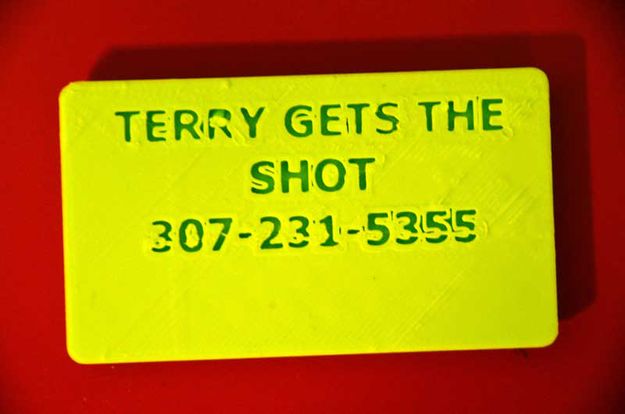 TERRY GETS THE
SHOT
307-231-5355